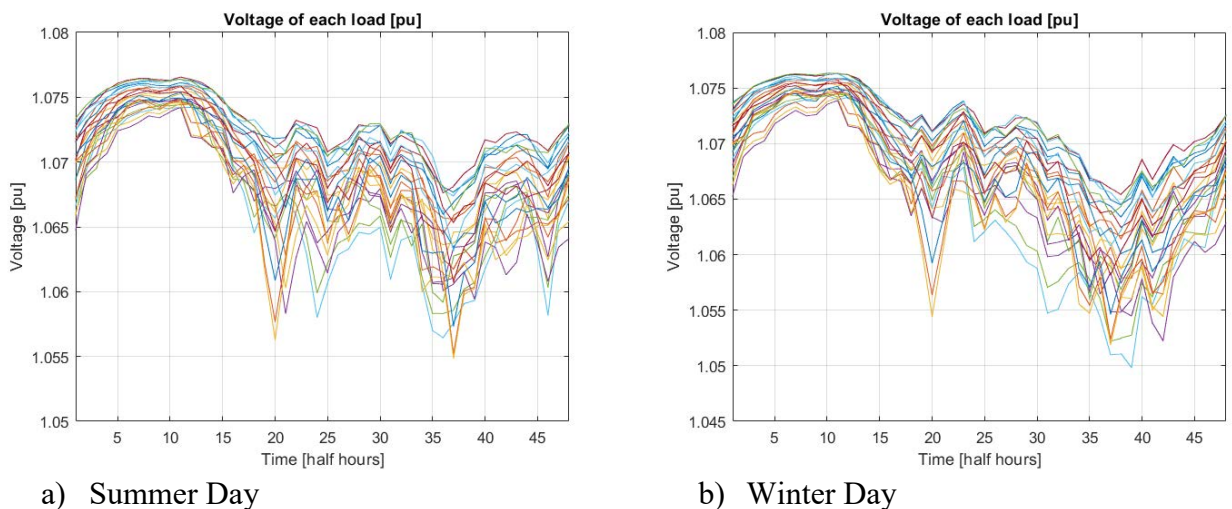 Voltage of each load [pu]
1.08
1.075
1.07
1.065
1.06
1.055
1.05
Voltage [pu]
5 10 15 20 25 30 35 40 45
Time [half hours]
a) Summer Day
Voltage of each load [pu]
1.08
1.075
1.07
1.065
1.06
1.055
1.05
1.045
Voltage [pu]
5 10 15 20 25 30 35 40 45
Time [half hours]
b) Winter Day